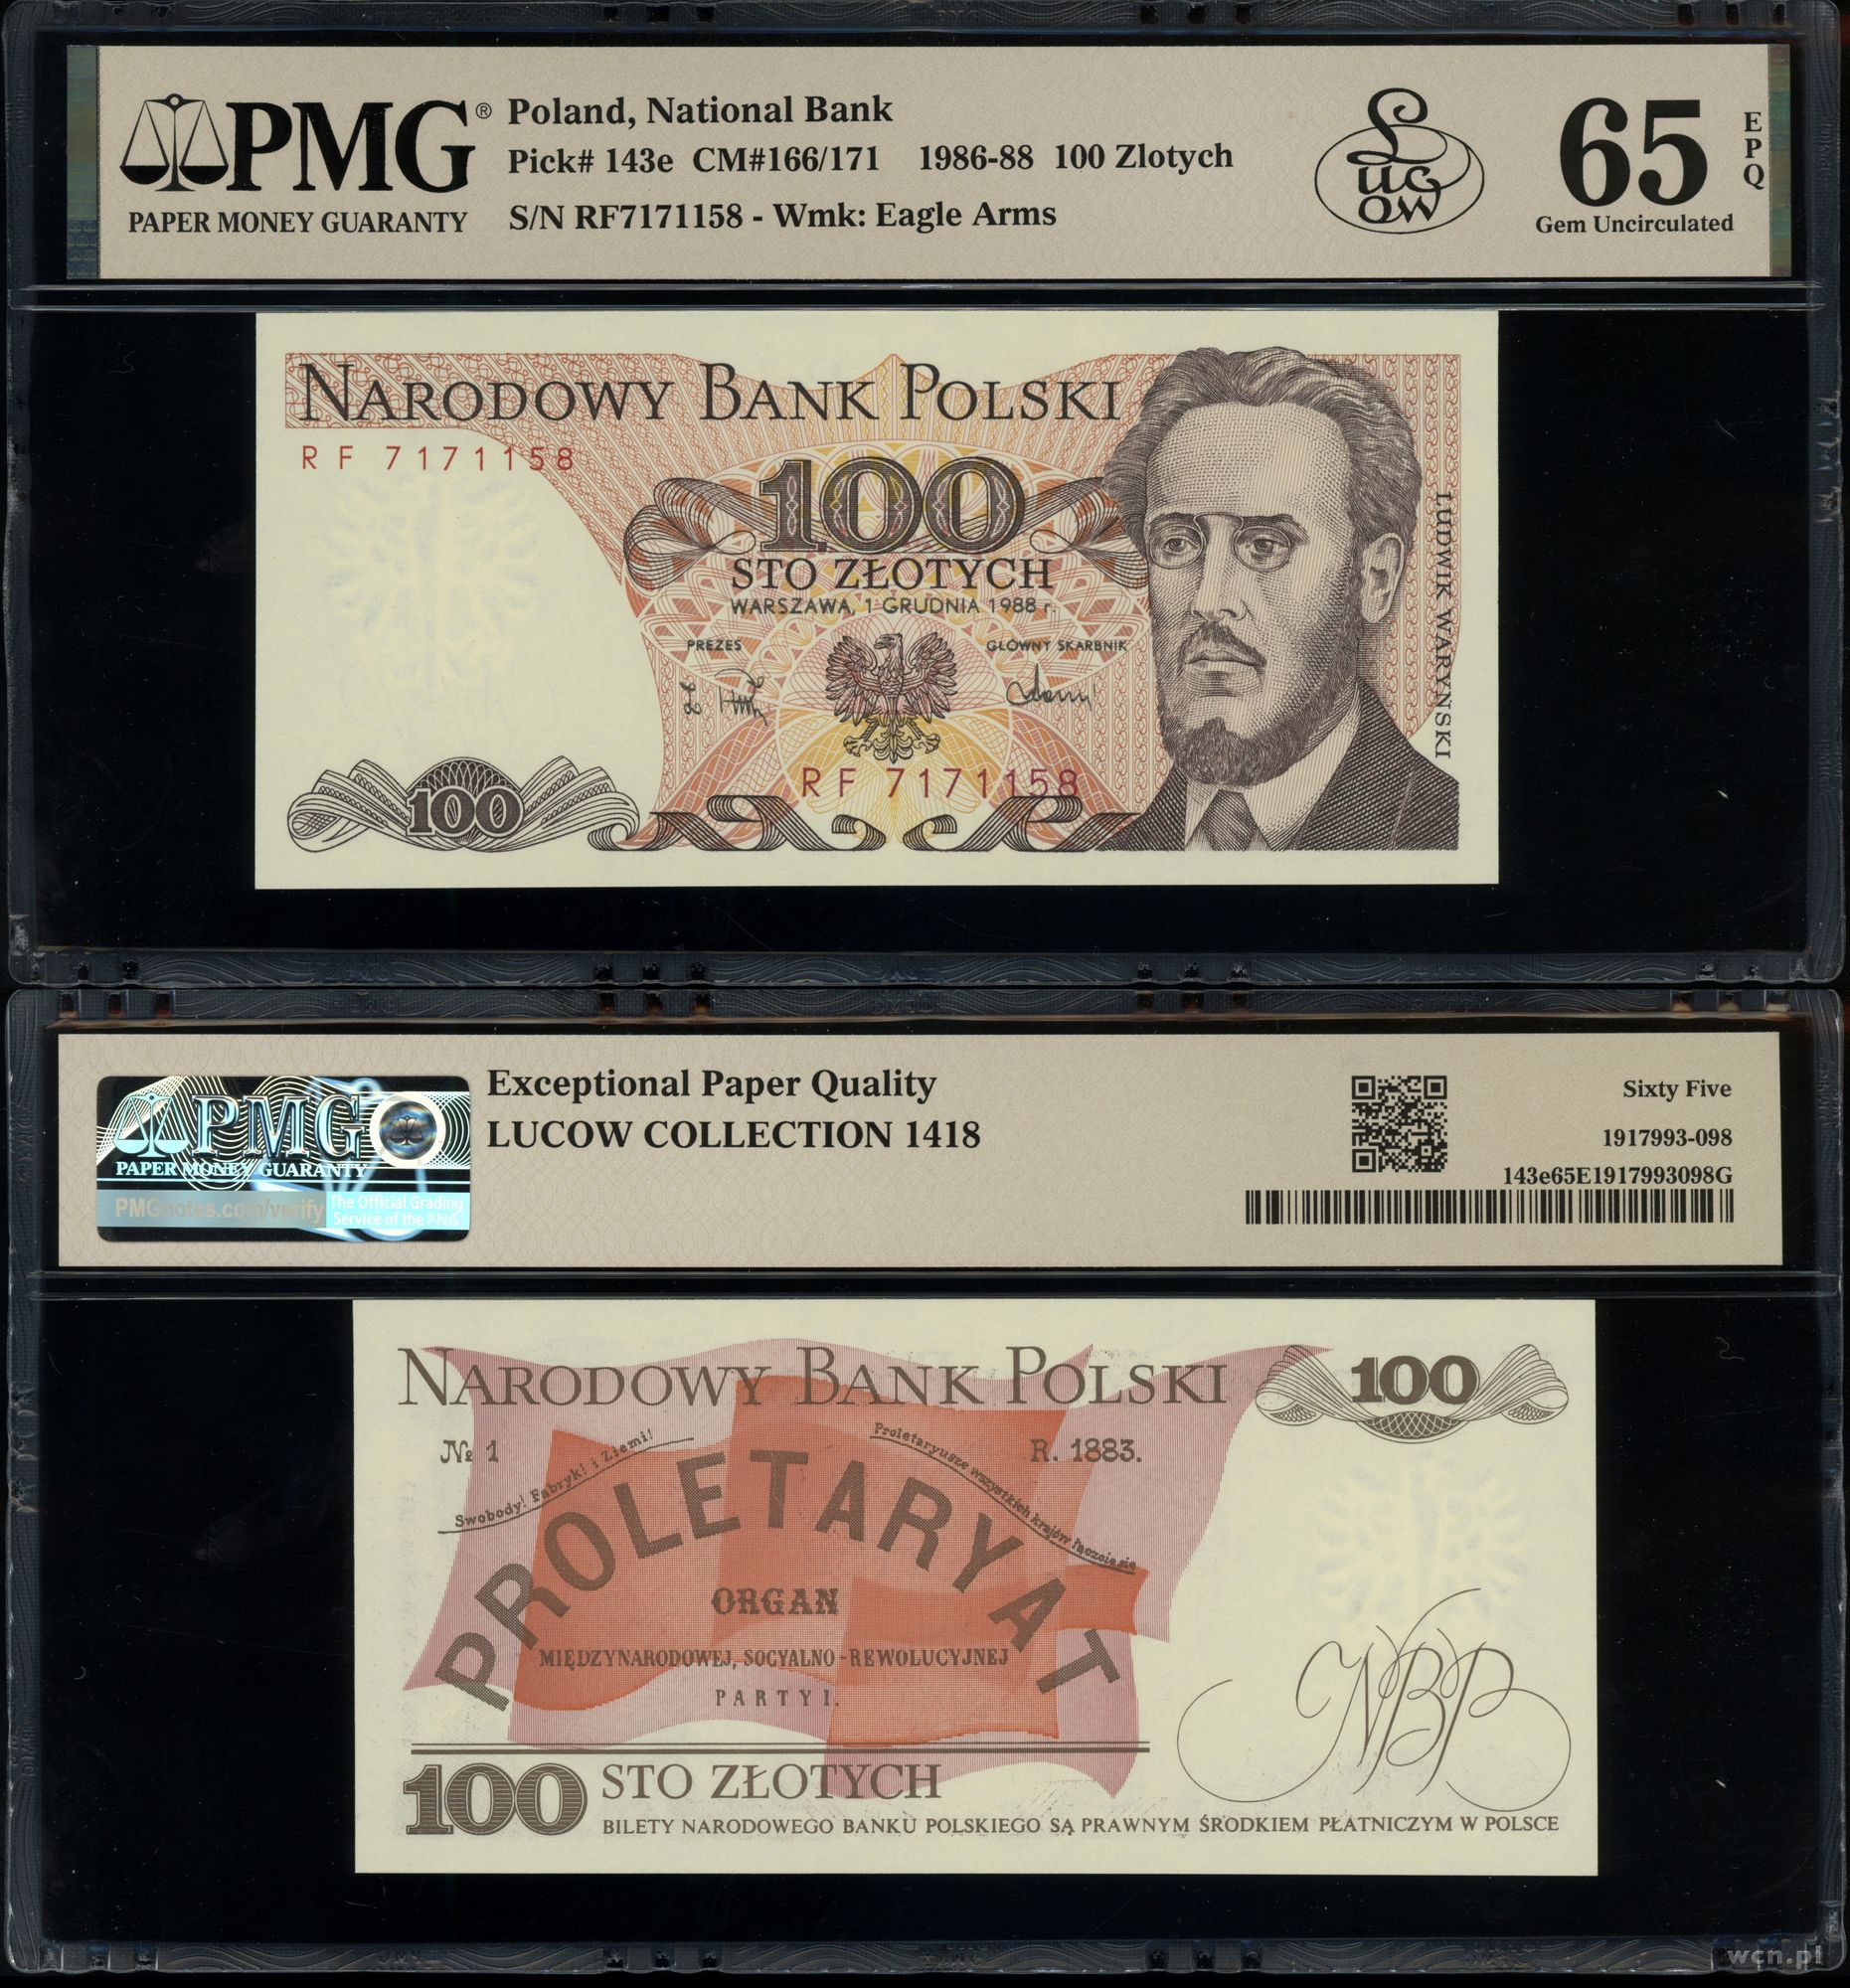 PMG®
PAPER MONEY GUARANTY
Poland, National Bank
Pick# 143e CM#166/171 1986-88 100 Zlotych
S/N RF7171158 - Wmk: Eagle Arms
Lucow
65
EPQ
Gem Uncirculated
NARODOWY BANK POLSKI
RF 7171158
100
STO ZŁOTYCH
WARSZAWA, 1 GRUDNIA 1988 r.
PREZES
GŁÓWNY SKARBNIK
RF 7171158
100
LUDWIK WARYŃSKI
PMG
PAPER MONEY GUARANTY
PMGnotes.com/verify
The Official Grading
Service of the PNG
Exceptional Paper Quality
LUCOW COLLECTION 1418
Sixty Five
1917993-098
143e65E1917993098G
NARODOWY BANK POLSKI
100
№ 1
Swobody! Fabryk! i Ziemi!
Proletaryusze wszystkich krajów łączcie się
R. 1883.
PROLETARYAT
ORGAN
MIĘDZYNARODOWEJ, SOCYALNO-REWOLUCYJNEJ
PARTYI.
NBP
100 STO ZŁOTYCH
BILETY NARODOWEGO BANKU POLSKIEGO SĄ PRAWNYM ŚRODKIEM PŁATNICZYM W POLSCE
wcn.pl